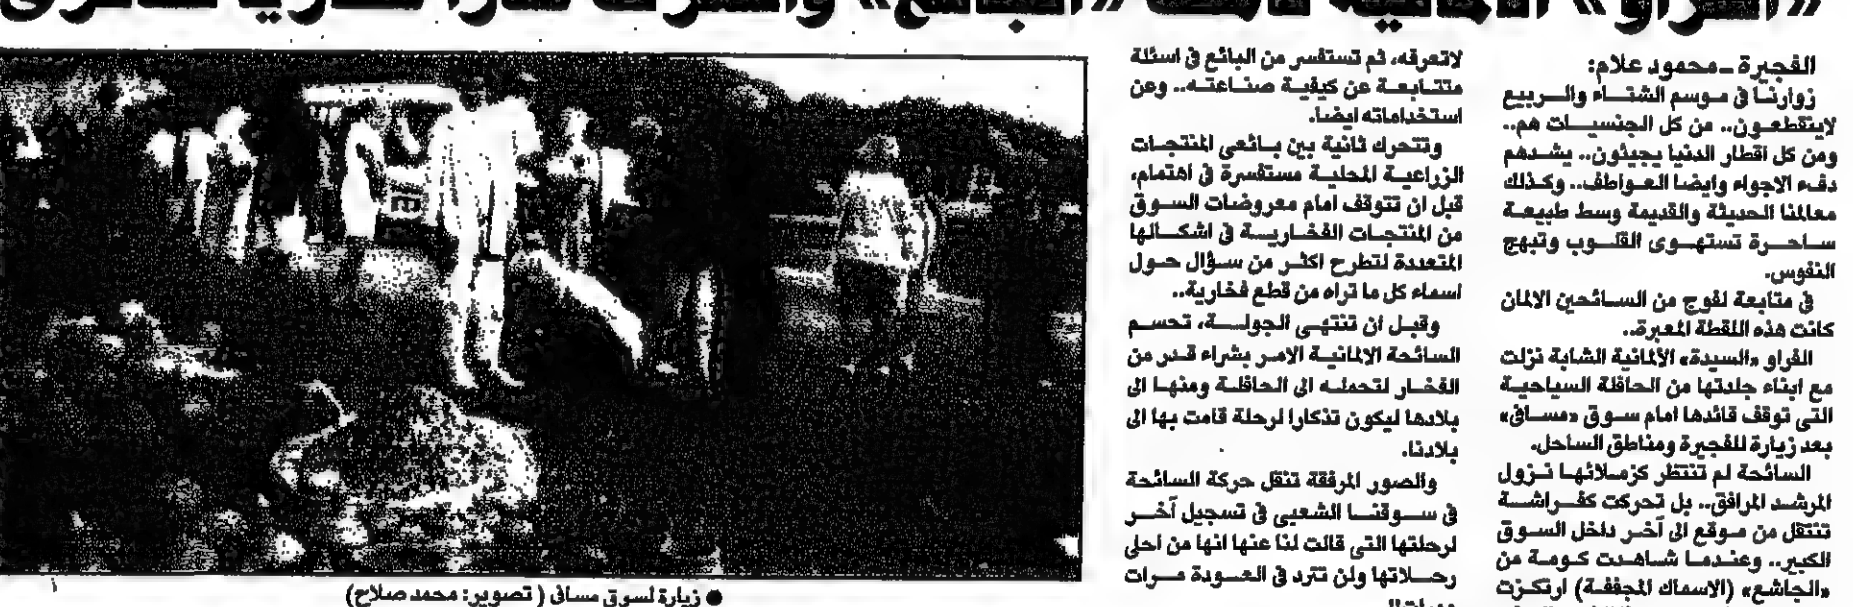 «الفراو» الالمانية
الفجيرة ــ محمود علام:
زوارنا في موسم الشتاء والربيع
لاينقطعون.. من كل الجنسيات هم..
ومن كل اقطار الدنيا يجيئون.. يشدهم
دفء الاجواء وايضا العواطف.. وكذلك
معالمنا الحديثة والقديمة وسط طبيعة
ساحرة تستهوى القلوب وتبهج
النفوس.
في متابعة لفوج من السائحين الالمان
كانت هذه اللقطة المعبرة..
الفراو «السيدة» الألمانية الشابة نزلت
مع ابناء جلدتها من الحافلة السياحية
التي توقف قائدها امام سوق «مسافي»
بعد زيارة للفجيرة ومناطق الساحل.
السائحة لم تنتظر كزملائها نزول
المرشد المرافق.. بل تحركت كفراشة
تنتقل من موقع الى آخر داخل السوق
الكبير.. وعندما شاهدت كومة من
«الجاشع» (الاسماك المجففة) ارتكزت
لاتعرفه، ثم تستفسر من البائع في اسئلة
متتابعة عن كيفية صناعته.. وعن
استخداماته ايضا.
وتتحرك ثانية بين بائعي المنتجات
الزراعية المحلية مستفسرة في اهتمام،
قبل ان تتوقف امام معروضات السوق
من المنتجات الفخارية في اشكالها
المتعددة لتطرح اكثر من سؤال حول
اسماء كل ما تراه من قطع فخارية..
وقبل ان تنتهي الجولة، تحسم
السائحة الالمانية الامر بشراء قدر من
الفخار لتحمله الى الحافلة ومنها الى
بلادها ليكون تذكارا لرحلة قامت بها الى
بلادنا.
والصور المرفقة تنقل حركة السائحة
في سوقنا الشعبي في تسجيل آخر
لرحلتها التي قالت لنا عنها انها من احلى
رحلاتها ولن تترد في العودة مرات
● زيارة لسوق مسافي ( تصوير: محمد صلاح)